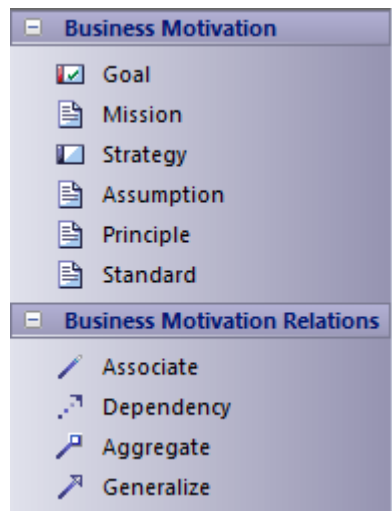 Business Motivation
Goal
Mission
Strategy
Assumption
Principle
Standard
Business Motivation Relations
Associate
Dependency
Aggregate
Generalize